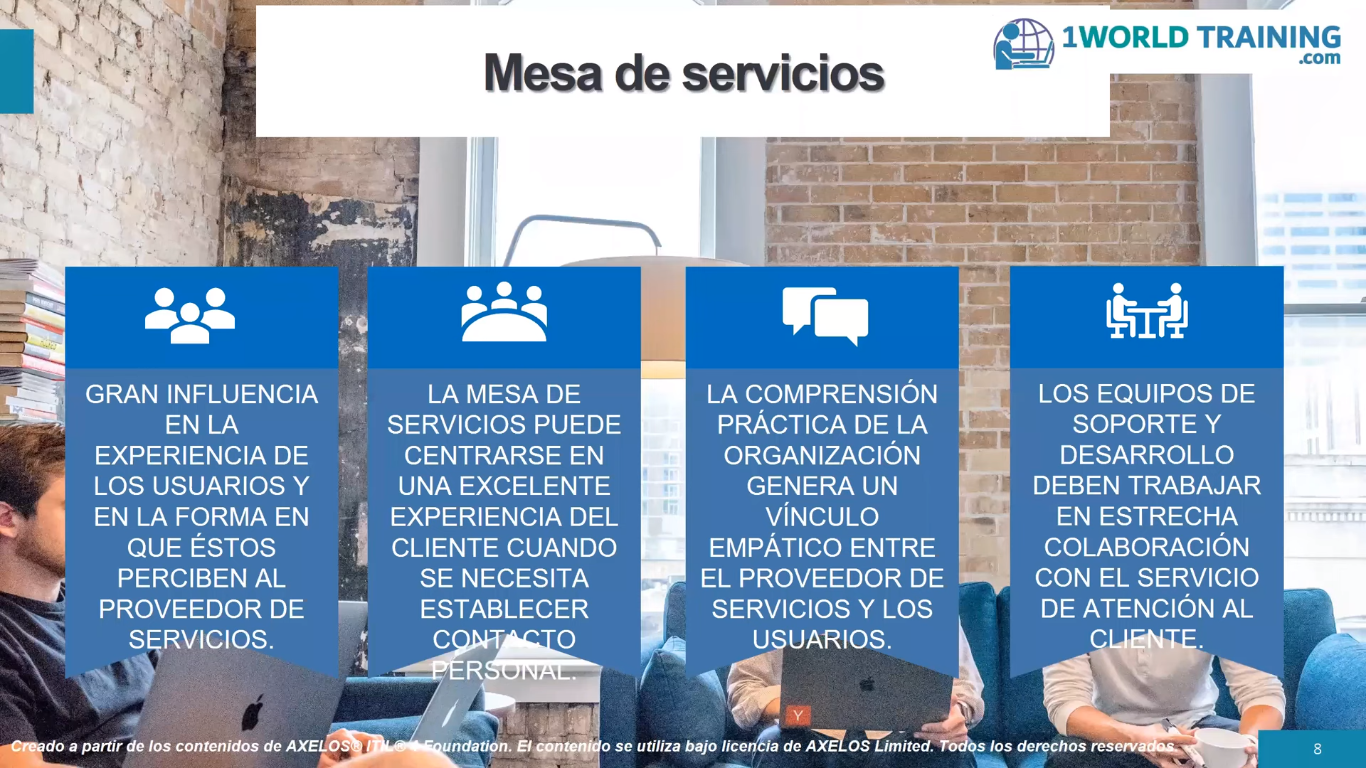 Mesa de servicios
1WORLD TRAINING
.com
GRAN INFLUENCIA
EN LA
EXPERIENCIA DE
LOS USUARIOS Y
EN LA FORMA EN
QUE ÉSTOS
PERCIBEN AL
PROVEEDOR DE
SERVICIOS.
LA MESA DE
SERVICIOS PUEDE
CENTRARSE EN
UNA EXCELENTE
EXPERIENCIA DEL
CLIENTE CUANDO
SE NECESITA
ESTABLECER
CONTACTO
PERSONAL.
LA COMPRENSIÓN
PRÁCTICA DE LA
ORGANIZACIÓN
GENERA UN
VÍNCULO
EMPÁTICO ENTRE
EL PROVEEDOR DE
SERVICIOS Y LOS
USUARIOS.
LOS EQUIPOS DE
SOPORTE Y
DESARROLLO
DEBEN TRABAJAR
EN ESTRECHA
COLABORACIÓN
CON EL SERVICIO
DE ATENCIÓN AL
CLIENTE.
Y
Creado a partir de los contenidos de AXELOS® ITIL® 4 Foundation. El contenido se utiliza bajo licencia de AXELOS Limited. Todos los derechos reservados.
8